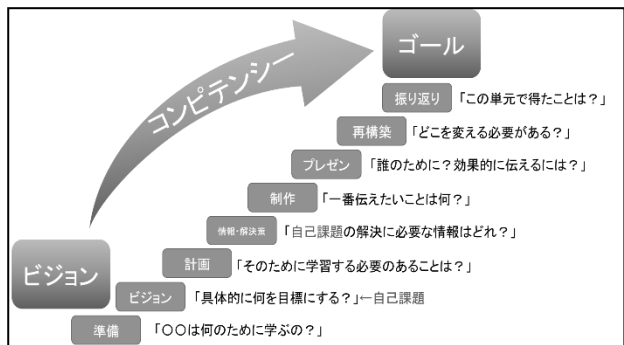 ゴール
コンピテンシー
振り返り 「この単元で得たことは？」
再構築 「どこを変える必要がある？」
プレゼン 「誰のために？効果的に伝えるには？」
制作 「一番伝えたいことは何？」
情報・解決策 「自己課題の解決に必要な情報はどれ？」
ビジョン
計画 「そのために学習する必要のあることは？」
ビジョン 「具体的に何を目標にする？」←自己課題
準備 「〇〇は何のために学ぶの？」